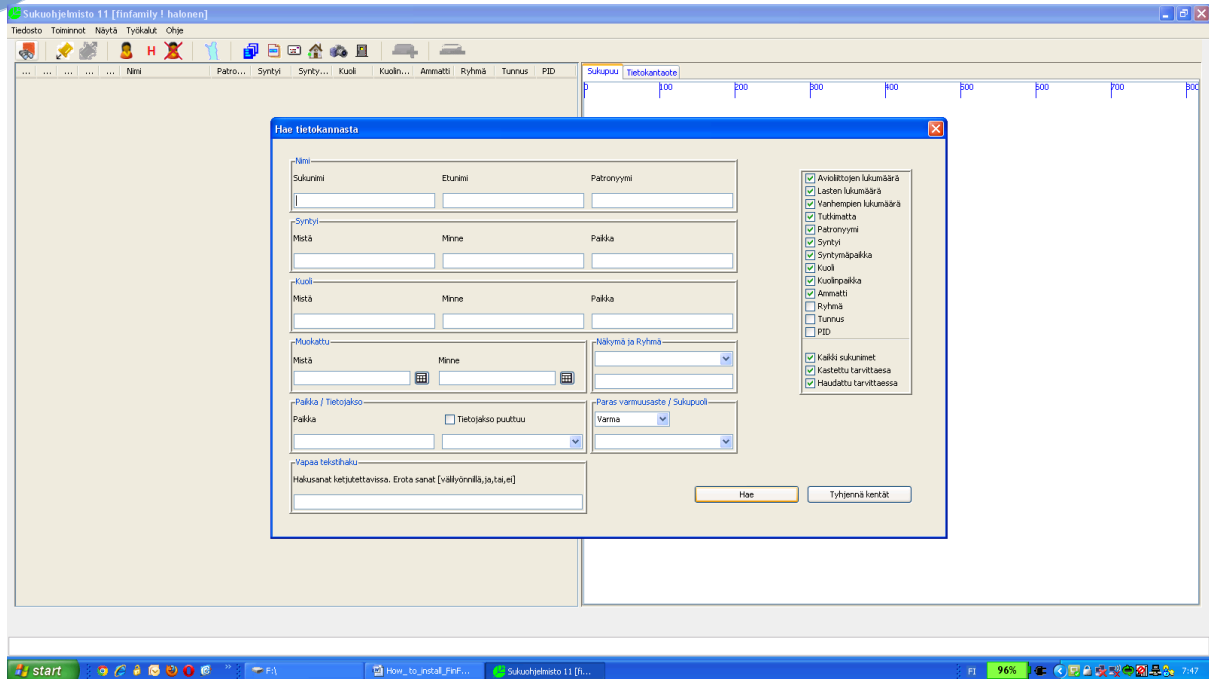 Sukuohjelmisto 11 [finfamily ! halonen]
Tiedosto Toiminnot Näytä Työkalut Ohje
H
... ... ... ... ... Nimi Patro... Syntyi Synty... Kuoli Kuolin... Ammatti Ryhmä Tunnus PID
Sukupuu Tietokantaote
0 100 200 300 400 500 600 700 800
Hae tietokannasta
Nimi
Sukunimi Etunimi Patronyymi
Syntyi
Mistä Minne Paikka
Kuoli
Mistä Minne Paikka
Muokattu
Mistä Minne
Näkymä ja Ryhmä
Paikka / Tietojakso
Paikka Tietojakso puuttuu
Paras varmuusaste / Sukupuoli
Varma
Vapaa tekstihaku
Hakusanat ketjutettavissa. Erota sanat [välilyönnillä,ja,tai,ei]
Avioliittojen lukumäärä
Lasten lukumäärä
Vanhempien lukumäärä
Tutkimatta
Patronyymi
Syntyi
Syntymäpaikka
Kuoli
Kuolinpaikka
Ammatti
Ryhmä
Tunnus
PID
Kaikki sukunimet
Kastettu tarvittaesa
Haudattu tarvittaessa
Hae Tyhjennä kentät
start F:\ How_to_instal_FinF... Sukuohjelmisto 11 [fi... FI 96% 7:47